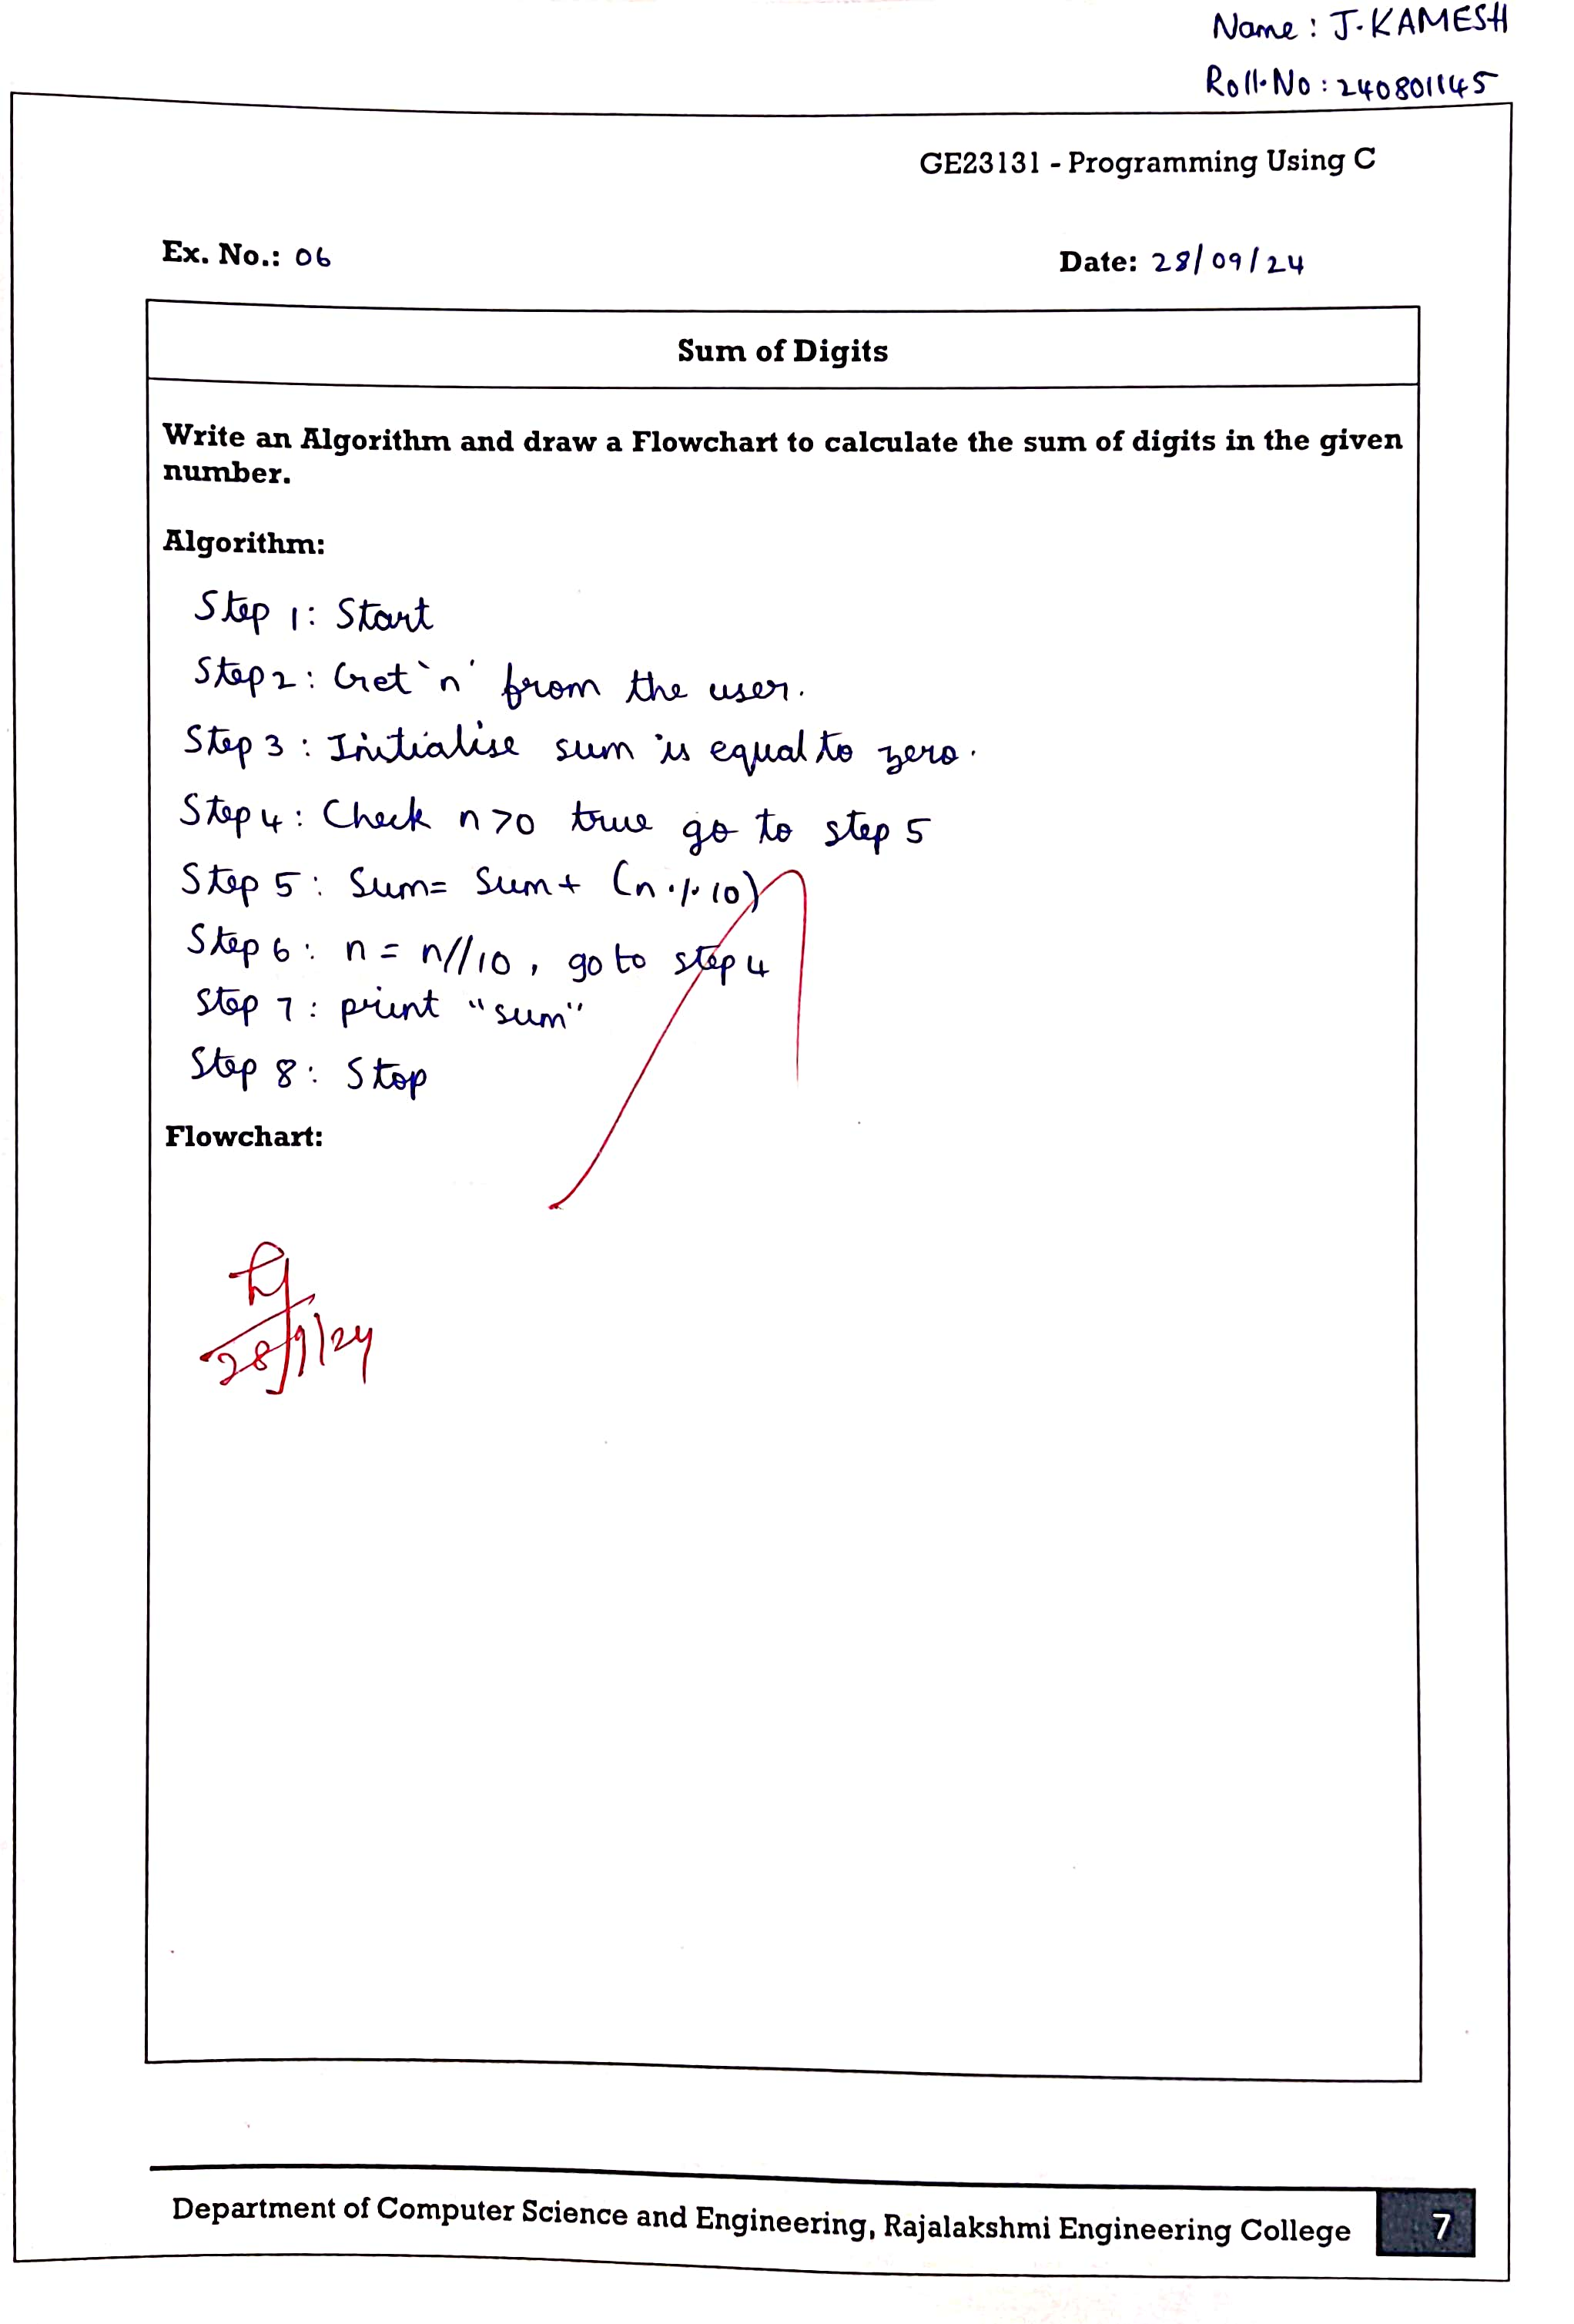 Name : J.KAMESH
Roll.No : 240801145
GE23131 - Programming Using C
Ex. No.: 06
Date: 28/09/24
Sum of Digits
Write an Algorithm and draw a Flowchart to calculate the sum of digits in the given
number.
Algorithm:
Step 1: Start
Step 2: Get `n' from the user.
Step 3 : Initialise sum is equal to zero.
Step 4: Check n>0 true go to step 5
Step 5: Sum= Sum+ (n % 10)
Step 6: n = n//10, go to step 4
Step 7: print "sum"
Step 8: Stop
Flowchart:
28/9/24
Department of Computer Science and Engineering, Rajalakshmi Engineering College
7